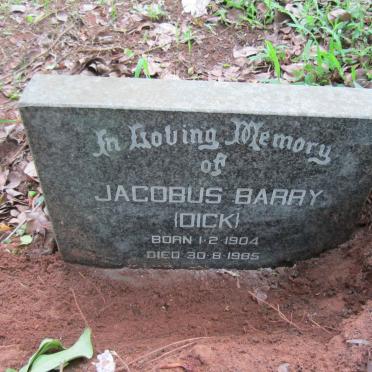 In Loving Memory
of
JACOBUS BARRY
(DICK)
BORN 1·2·1904
DIED 30·8·1985